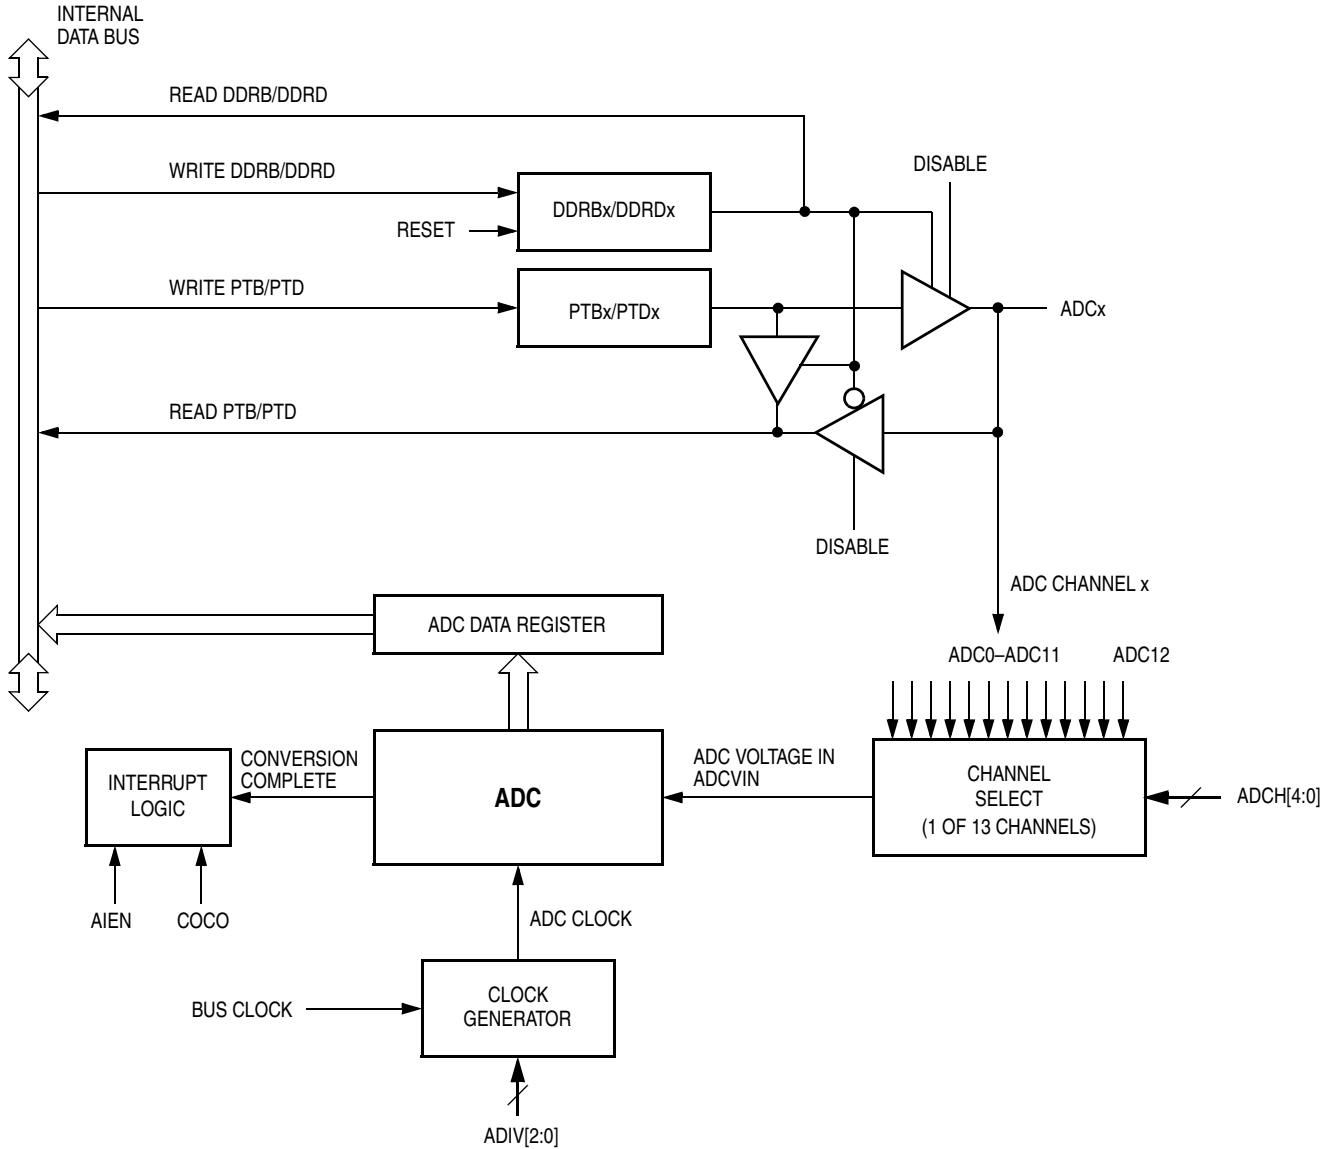 INTERNAL
DATA BUS
READ DDRB/DDRD
WRITE DDRB/DDRD
DISABLE
DDRBx/DDRDx
RESET
WRITE PTB/PTD
PTBx/PTDx
ADCx
READ PTB/PTD
DISABLE
ADC CHANNEL x
ADC DATA REGISTER
ADC0–ADC11
ADC12
INTERRUPT
LOGIC
CONVERSION
COMPLETE
ADC
ADC VOLTAGE IN
ADCVIN
CHANNEL
SELECT
(1 OF 13 CHANNELS)
ADCH[4:0]
AIEN
COCO
ADC CLOCK
BUS CLOCK
CLOCK
GENERATOR
ADIV[2:0]